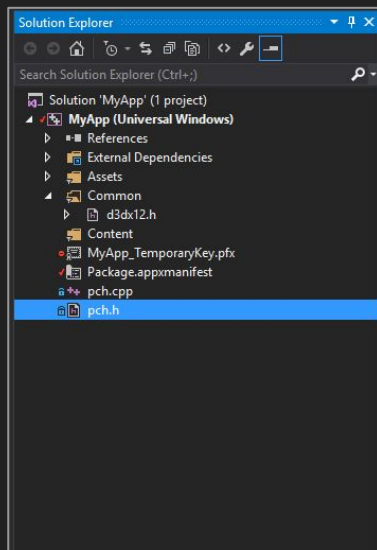 Solution Explorer
Search Solution Explorer (Ctrl+;)
Solution 'MyApp' (1 project)
MyApp (Universal Windows)
References
External Dependencies
Assets
Common
d3dx12.h
Content
MyApp_TemporaryKey.pfx
Package.appxmanifest
pch.cpp
pch.h